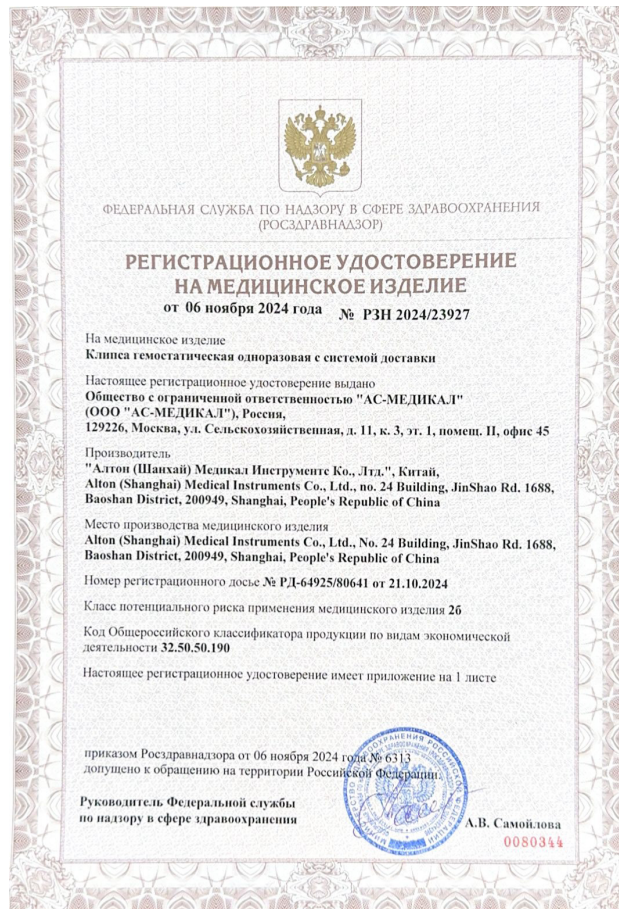 ФЕДЕРАЛЬНАЯ СЛУЖБА ПО НАДЗОРУ В СФЕРЕ ЗДРАВООХРАНЕНИЯ
(РОСЗДРАВНАДЗОР)
РЕГИСТРАЦИОННОЕ УДОСТОВЕРЕНИЕ
НА МЕДИЦИНСКОЕ ИЗДЕЛИЕ
от 06 ноября 2024 года № РЗН 2024/23927
На медицинское изделие
Клипса гемостатическая одноразовая с системой доставки
Настоящее регистрационное удостоверение выдано
Общество с ограниченной ответственностью "АС-МЕДИКАЛ"
(ООО "АС-МЕДИКАЛ"), Россия,
129226, Москва, ул. Сельскохозяйственная, д. 11, к. 3, эт. 1, помещ. II, офис 45
Производитель
"Алтон (Шанхай) Медикал Инструментс Ко., Лтд.", Китай,
Alton (Shanghai) Medical Instruments Co., Ltd., no. 24 Building, JinShao Rd. 1688,
Baoshan District, 200949, Shanghai, People's Republic of China
Место производства медицинского изделия
Alton (Shanghai) Medical Instruments Co., Ltd., No. 24 Building, JinShao Rd. 1688,
Baoshan District, 200949, Shanghai, People's Republic of China
Номер регистрационного досье № РД-64925/80641 от 21.10.2024
Класс потенциального риска применения медицинского изделия 2б
Код Общероссийского классификатора продукции по видам экономической
деятельности 32.50.50.190
Настоящее регистрационное удостоверение имеет приложение на 1 листе
приказом Росздравнадзора от 06 ноября 2024 года № 6313
допущено к обращению на территории Российской Федерации.
Руководитель Федеральной службы
по надзору в сфере здравоохранения
А.В. Самойлова
0080344